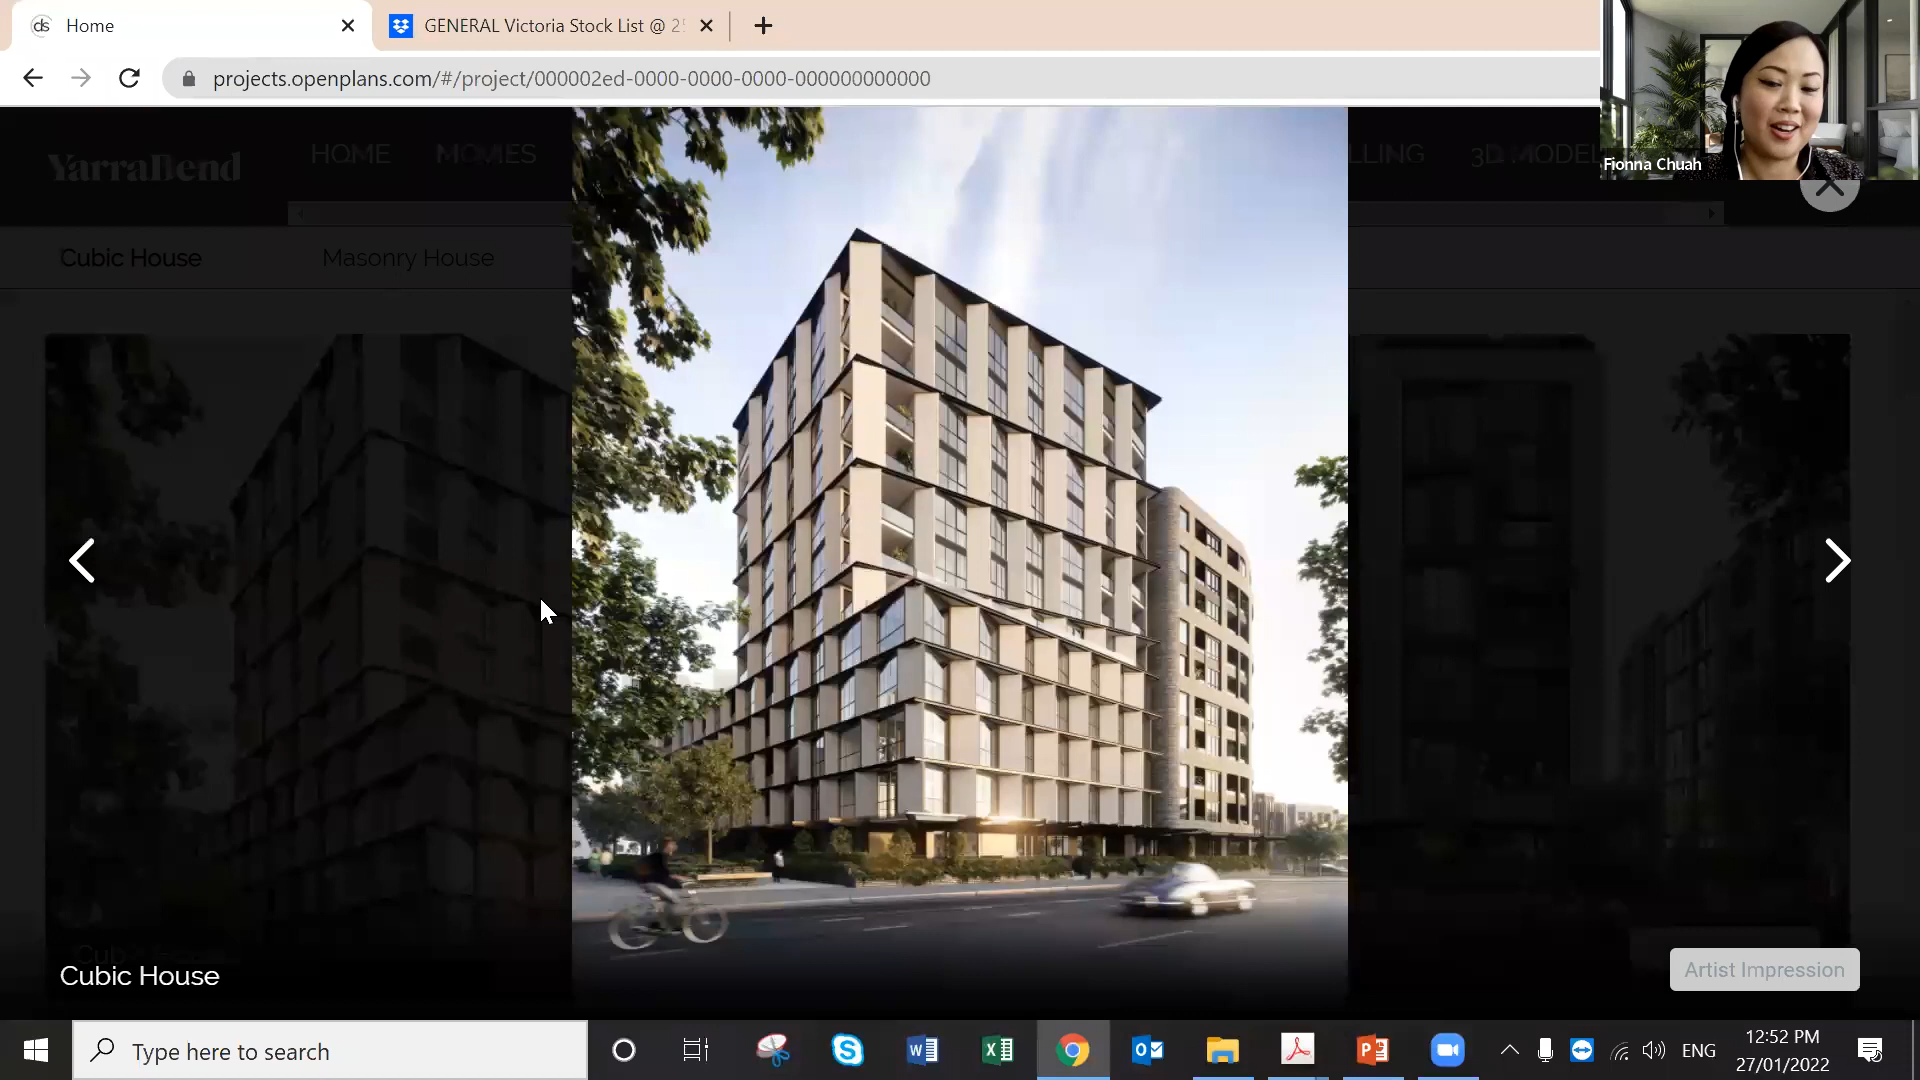 Home
GENERAL Victoria Stock List @ 2
projects.openplans.com/#/project/000002ed-0000-0000-0000-000000000000
Fionna Chuah
YarraBend
HOME
MOVIES
LLING
3D MODEL
Cubic House
Masonry House
Cubic House
Artist Impression
Type here to search
ENG
12:52 PM
27/01/2022